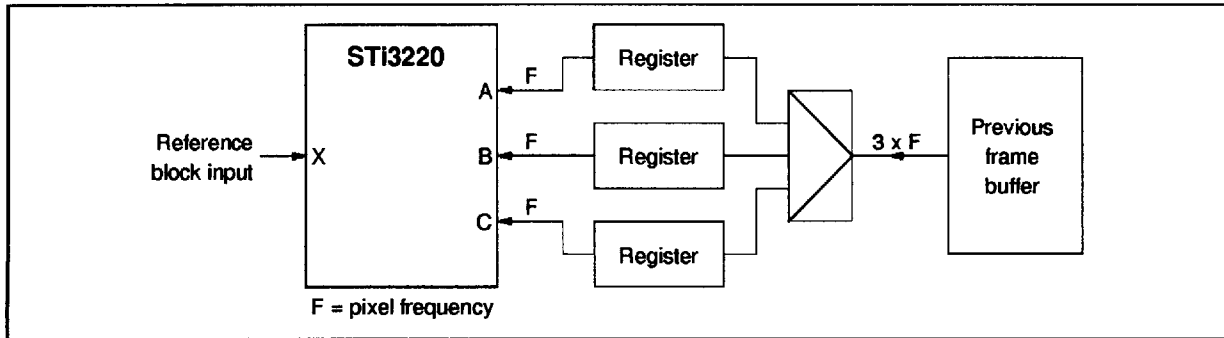 STi3220
Reference
block input
X
A
B
C
F
F
F
Register
Register
Register
3 x F
Previous
frame
buffer
F = pixel frequency